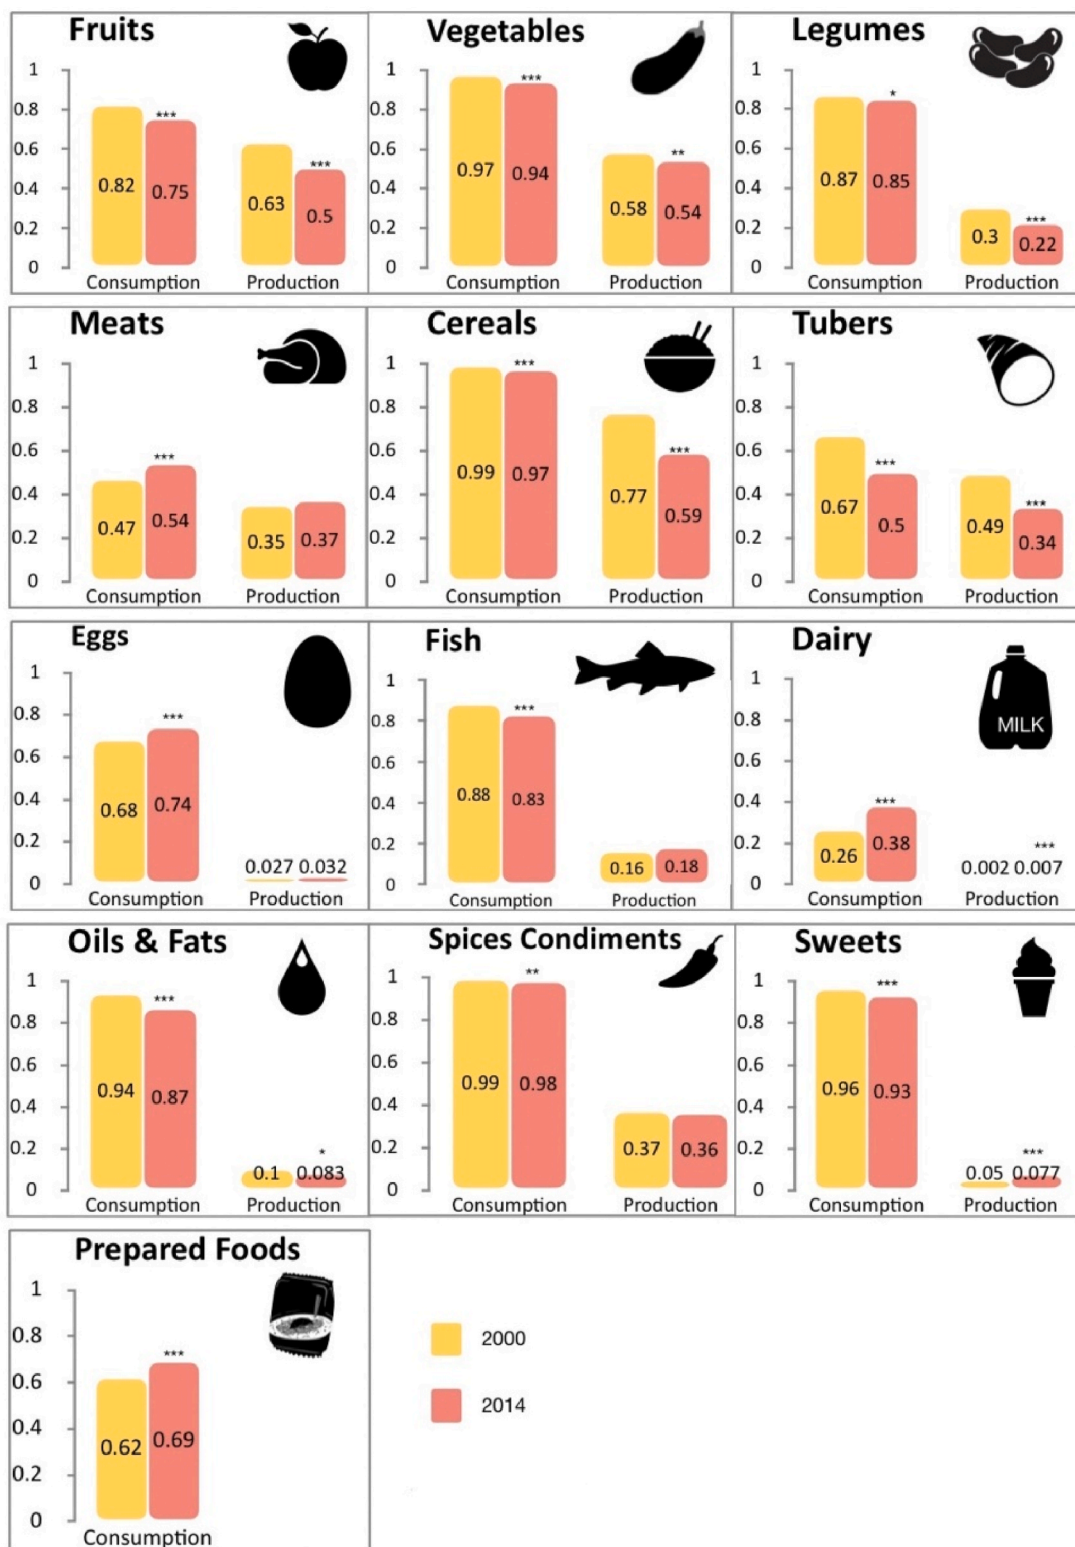 Fruits
1
0.8
0.6
0.4
0.2
0
***
***
0.82 0.75 0.63 0.5
Consumption Production
Vegetables
1
0.8
0.6
0.4
0.2
0
***
**
0.97 0.94 0.58 0.54
Consumption Production
Legumes
1
0.8
0.6
0.4
0.2
0
*
***
0.87 0.85 0.3 0.22
Consumption Production
Meats
1
0.8
0.6
0.4
0.2
0
***
0.47 0.54 0.35 0.37
Consumption Production
Cereals
1
0.8
0.6
0.4
0.2
0
***
***
0.99 0.97 0.77 0.59
Consumption Production
Tubers
1
0.8
0.6
0.4
0.2
0
***
***
0.67 0.5 0.49 0.34
Consumption Production
Eggs
1
0.8
0.6
0.4
0.2
0
***
0.68 0.74 0.027 0.032
Consumption Production
Fish
1
0.8
0.6
0.4
0.2
0
***
0.88 0.83 0.16 0.18
Consumption Production
Dairy
MILK
1
0.8
0.6
0.4
0.2
0
***
***
0.26 0.38 0.002 0.007
Consumption Production
Oils & Fats
1
0.8
0.6
0.4
0.2
0
***
*
0.94 0.87 0.1 0.083
Consumption Production
Spices Condiments
1
0.8
0.6
0.4
0.2
0
**
0.99 0.98 0.37 0.36
Consumption Production
Sweets
1
0.8
0.6
0.4
0.2
0
***
***
0.96 0.93 0.05 0.077
Consumption Production
Prepared Foods
1
0.8
0.6
0.4
0.2
0
***
0.62 0.69
Consumption
2000
2014